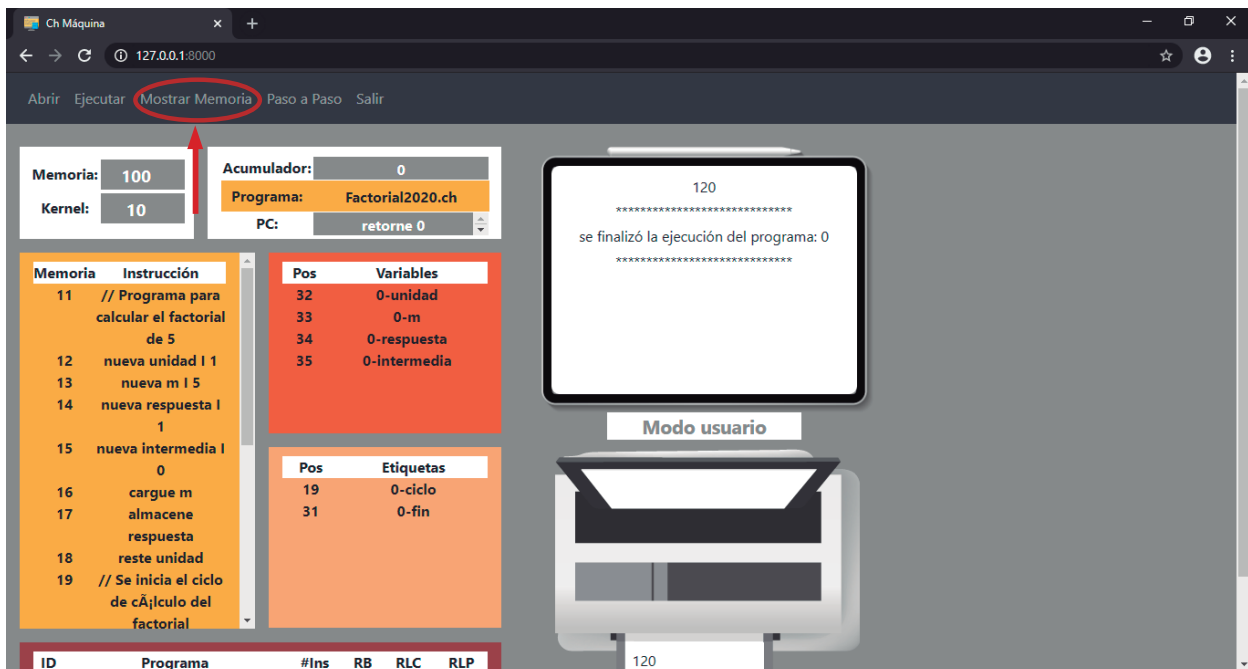 Ch Máquina
127.0.0.1:8000
Abrir Ejecutar Mostrar Memoria Paso a Paso Salir
Memoria: 100
Kernel: 10
Acumulador: 0
Programa: Factorial2020.ch
PC: retorne 0
Memoria Instrucción
11 // Programa para
calcular el factorial
de 5
12 nueva unidad I 1
13 nueva m I 5
14 nueva respuesta I
1
15 nueva intermedia I
0
16 cargue m
17 almacene
respuesta
18 reste unidad
19 // Se inicia el ciclo
de cÃ¡lculo del
factorial
Pos Variables
32 0-unidad
33 0-m
34 0-respuesta
35 0-intermedia
Pos Etiquetas
19 0-ciclo
31 0-fin
120
*****************************
se finalizó la ejecución del programa: 0
*****************************
Modo usuario
120
ID Programa #Ins RB RLC RLP